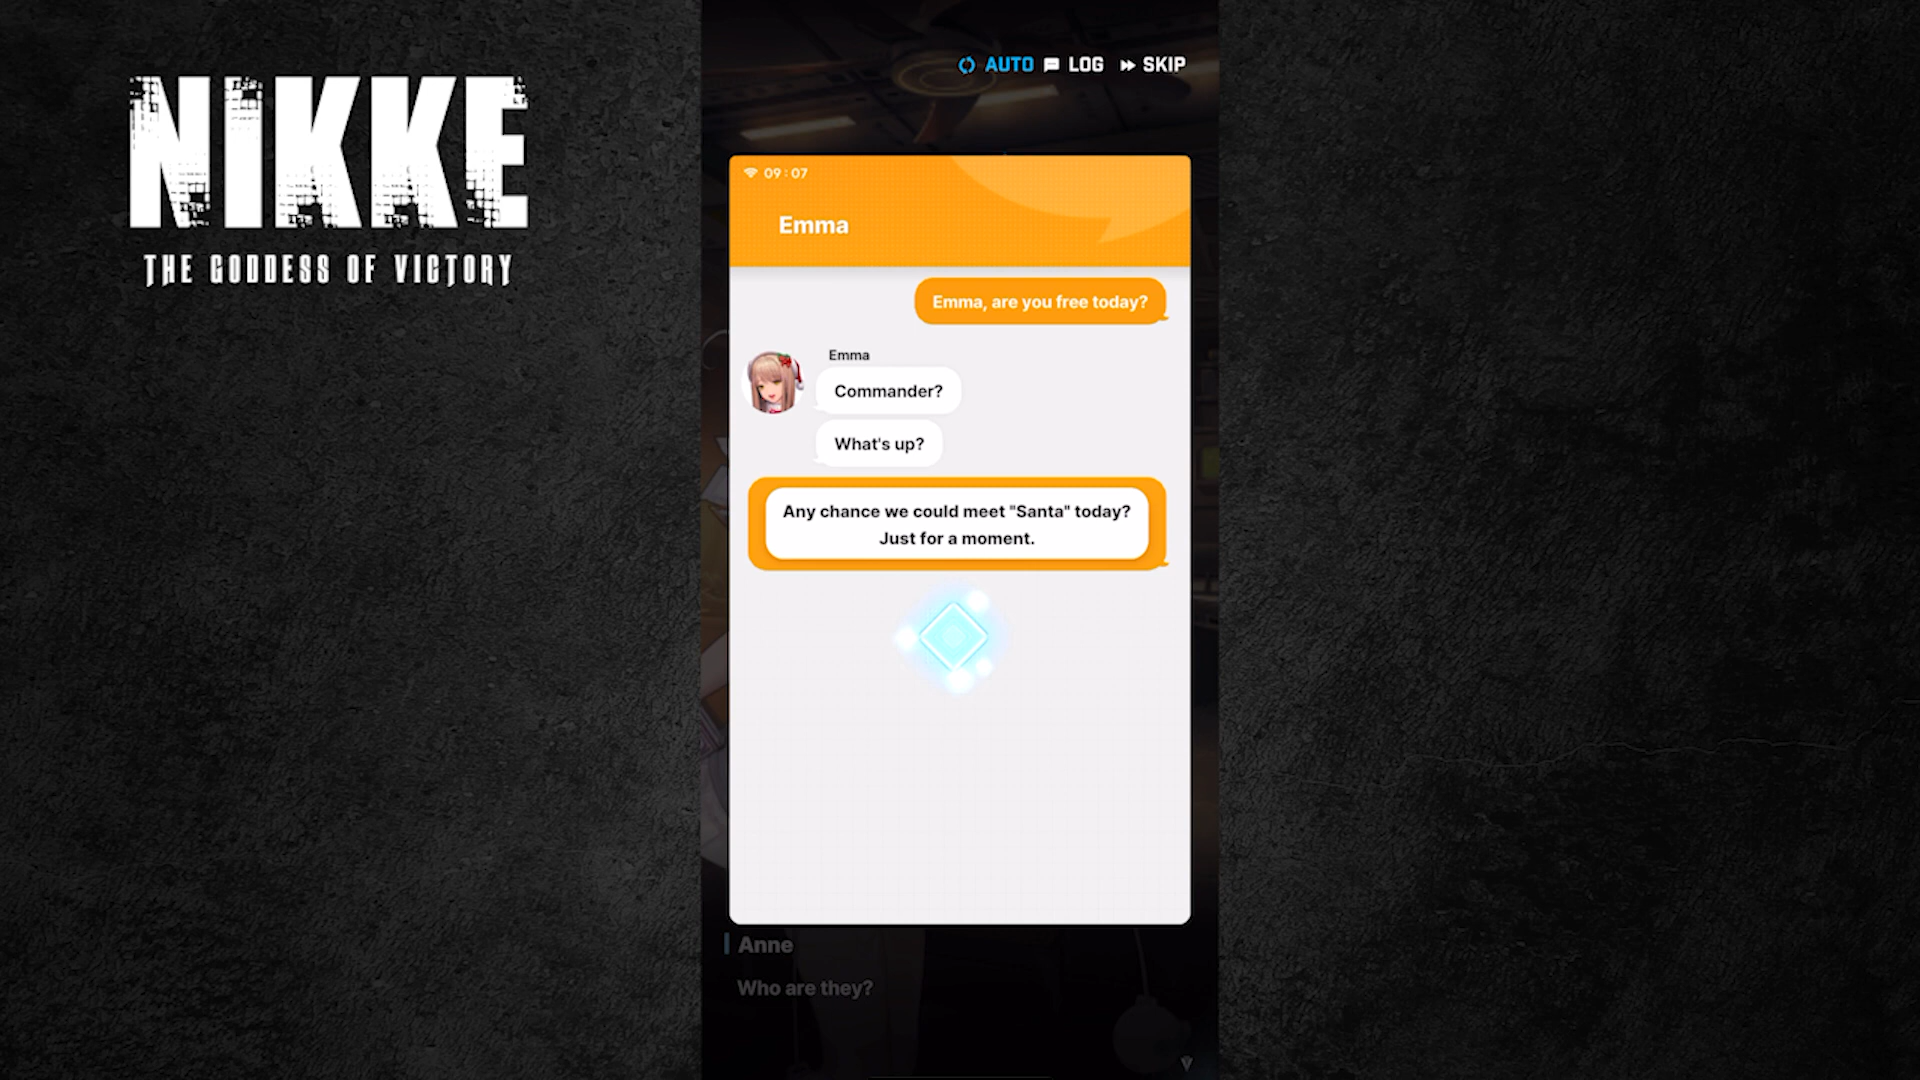 NIKKE
THE GODDESS OF VICTORY
AUTO LOG SKIP
09:07
Emma
Emma, are you free today?
Emma
Commander?
What's up?
Any chance we could meet "Santa" today?
Just for a moment.
Anne
Who are they?